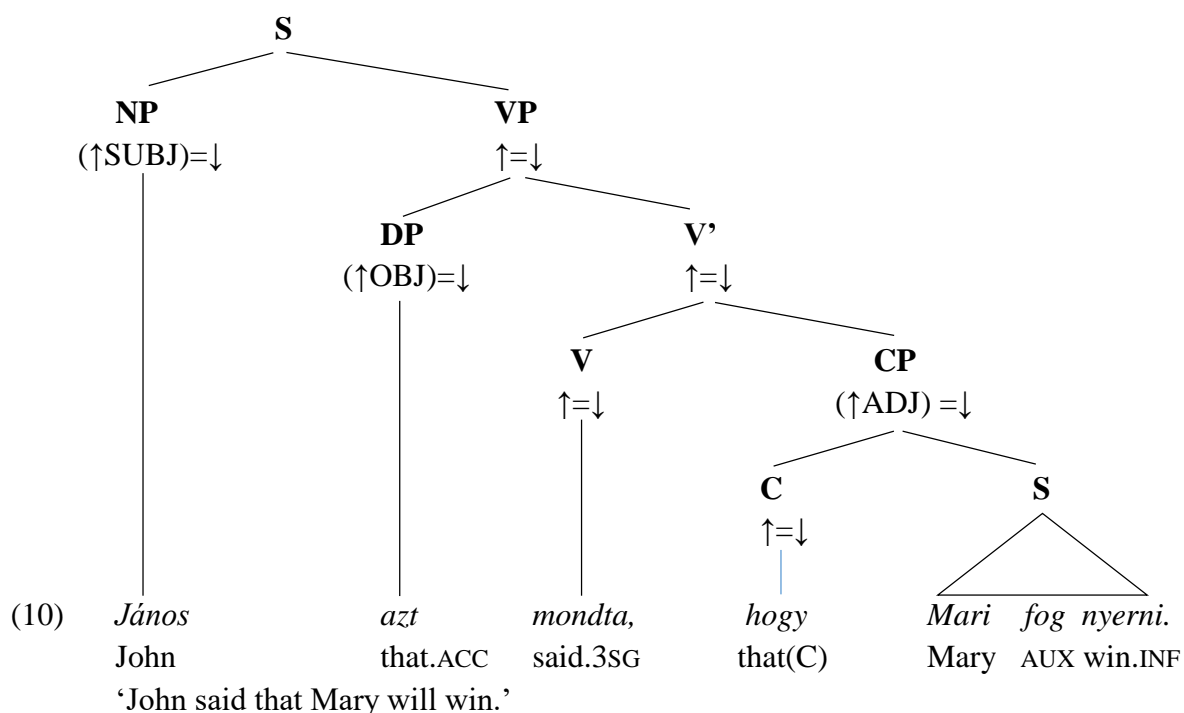 S
NP VP
(↑SUBJ)=↓ ↑=↓
DP V’
(↑OBJ)=↓ ↑=↓
V CP
↑=↓ (↑ADJ) =↓
C S
↑=↓
(10) János azt mondta, hogy Mari fog nyerni.
John that.ACC said.3SG that(C) Mary AUX win.INF
‘John said that Mary will win.’